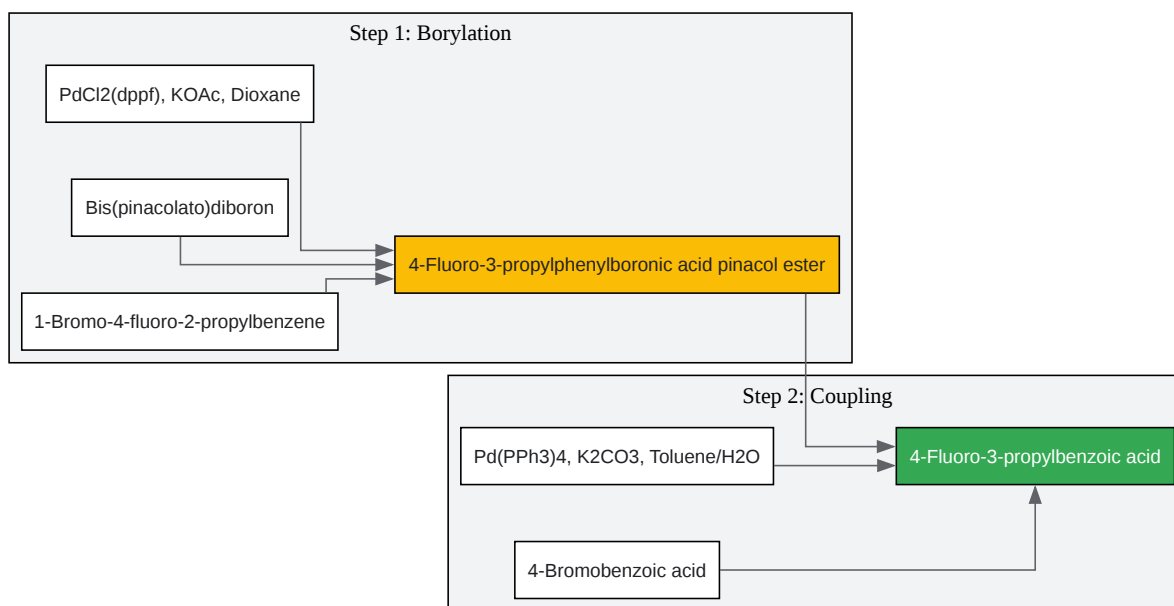 Step 1: Borylation
PdCl2(dppf), KOAc, Dioxane
Bis(pinacolato)diboron
4-Fluoro-3-propylphenylboronic acid pinacol ester
1-Bromo-4-fluoro-2-propylbenzene
Step 2: Coupling
Pd(PPh3)4, K2CO3, Toluene/H2O
4-Fluoro-3-propylbenzoic acid
4-Bromobenzoic acid